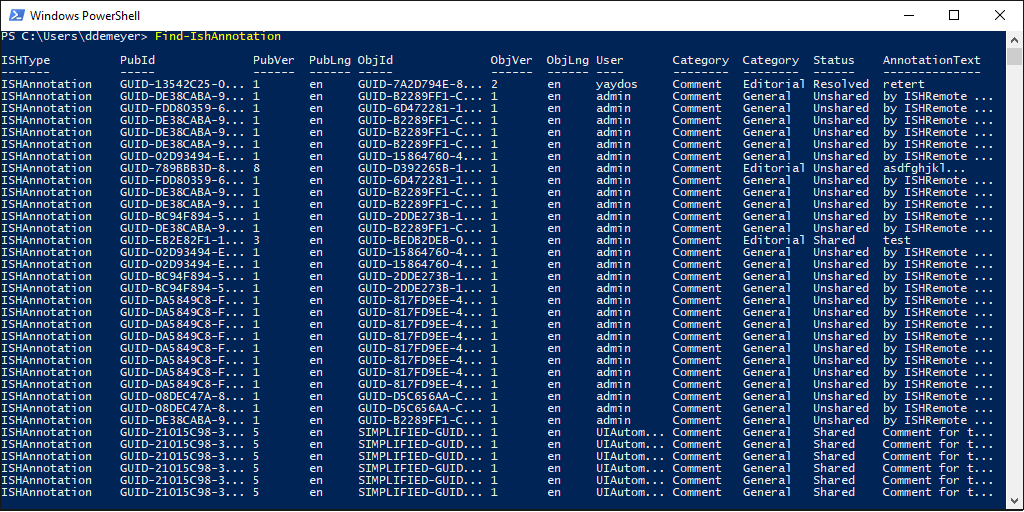 Windows PowerShell
PS C:\Users\ddemeyer> Find-IshAnnotation
ISHType PubId PubVer PubLng ObjId ObjVer ObjLng User Category Category Status AnnotationText
------- ----- ------ ------ ----- ------ ------ ---- -------- -------- ------ --------------
ISHAnnotation GUID-13542C25-0... 1 en GUID-7A2D794E-8... 2 en yaydos Comment Editorial Resolved retert
ISHAnnotation GUID-DE38CABA-9... 1 en GUID-B2289FF1-C... 1 en admin Comment General Unshared by ISHRemote ...
ISHAnnotation GUID-FDD80359-6... 1 en GUID-6D472281-1... 1 en admin Comment General Unshared by ISHRemote ...
ISHAnnotation GUID-DE38CABA-9... 1 en GUID-B2289FF1-C... 1 en admin Comment General Unshared by ISHRemote ...
ISHAnnotation GUID-DE38CABA-9... 1 en GUID-B2289FF1-C... 1 en admin Comment General Unshared by ISHRemote ...
ISHAnnotation GUID-DE38CABA-9... 1 en GUID-B2289FF1-C... 1 en admin Comment General Unshared by ISHRemote ...
ISHAnnotation GUID-02D93494-E... 1 en GUID-15864760-4... 1 en admin Comment General Unshared by ISHRemote ...
ISHAnnotation GUID-789BBB3D-8... 8 en GUID-D392265B-1... 1 en admin Comment Editorial Unshared asdfghjkl...
ISHAnnotation GUID-FDD80359-6... 1 en GUID-6D472281-1... 1 en admin Comment General Unshared by ISHRemote ...
ISHAnnotation GUID-DE38CABA-9... 1 en GUID-B2289FF1-C... 1 en admin Comment General Unshared by ISHRemote ...
ISHAnnotation GUID-DE38CABA-9... 1 en GUID-B2289FF1-C... 1 en admin Comment General Unshared by ISHRemote ...
ISHAnnotation GUID-BC94F894-5... 1 en GUID-2DDE273B-1... 1 en admin Comment General Unshared by ISHRemote ...
ISHAnnotation GUID-DE38CABA-9... 1 en GUID-B2289FF1-C... 1 en admin Comment General Unshared by ISHRemote ...
ISHAnnotation GUID-EB2E82F1-1... 3 en GUID-BEDB2DEB-0... 1 en admin Comment Editorial Shared test
ISHAnnotation GUID-02D93494-E... 1 en GUID-15864760-4... 1 en admin Comment General Unshared by ISHRemote ...
ISHAnnotation GUID-02D93494-E... 1 en GUID-15864760-4... 1 en admin Comment General Unshared by ISHRemote ...
ISHAnnotation GUID-BC94F894-5... 1 en GUID-2DDE273B-1... 1 en admin Comment General Unshared by ISHRemote ...
ISHAnnotation GUID-BC94F894-5... 1 en GUID-2DDE273B-1... 1 en admin Comment General Unshared by ISHRemote ...
ISHAnnotation GUID-DA5849C8-F... 1 en GUID-817FD9EE-4... 1 en admin Comment General Unshared by ISHRemote ...
ISHAnnotation GUID-DA5849C8-F... 1 en GUID-817FD9EE-4... 1 en admin Comment General Unshared by ISHRemote ...
ISHAnnotation GUID-DA5849C8-F... 1 en GUID-817FD9EE-4... 1 en admin Comment General Unshared by ISHRemote ...
ISHAnnotation GUID-DA5849C8-F... 1 en GUID-817FD9EE-4... 1 en admin Comment General Unshared by ISHRemote ...
ISHAnnotation GUID-DA5849C8-F... 1 en GUID-817FD9EE-4... 1 en admin Comment General Unshared by ISHRemote ...
ISHAnnotation GUID-DA5849C8-F... 1 en GUID-817FD9EE-4... 1 en admin Comment General Unshared by ISHRemote ...
ISHAnnotation GUID-DA5849C8-F... 1 en GUID-817FD9EE-4... 1 en admin Comment General Unshared by ISHRemote ...
ISHAnnotation GUID-DA5849C8-F... 1 en GUID-817FD9EE-4... 1 en admin Comment General Unshared by ISHRemote ...
ISHAnnotation GUID-08DEC47A-8... 1 en GUID-D5C656AA-C... 1 en admin Comment General Unshared by ISHRemote ...
ISHAnnotation GUID-08DEC47A-8... 1 en GUID-D5C656AA-C... 1 en admin Comment General Unshared by ISHRemote ...
ISHAnnotation GUID-DE38CABA-9... 1 en GUID-B2289FF1-C... 1 en admin Comment General Unshared by ISHRemote ...
ISHAnnotation GUID-21015C98-3... 5 en SIMPLIFIED-GUID... 1 en UIAutom... Comment General Shared Comment for t...
ISHAnnotation GUID-21015C98-3... 5 en SIMPLIFIED-GUID... 1 en UIAutom... Comment General Shared Comment for t...
ISHAnnotation GUID-21015C98-3... 5 en SIMPLIFIED-GUID... 1 en UIAutom... Comment General Shared Comment for t...
ISHAnnotation GUID-21015C98-3... 5 en SIMPLIFIED-GUID... 1 en UIAutom... Comment General Shared Comment for t...
ISHAnnotation GUID-21015C98-3... 5 en SIMPLIFIED-GUID... 1 en UIAutom... Comment General Shared Comment for t...
ISHAnnotation GUID-21015C98-3... 5 en SIMPLIFIED-GUID... 1 en UIAutom... Comment General Shared Comment for t...